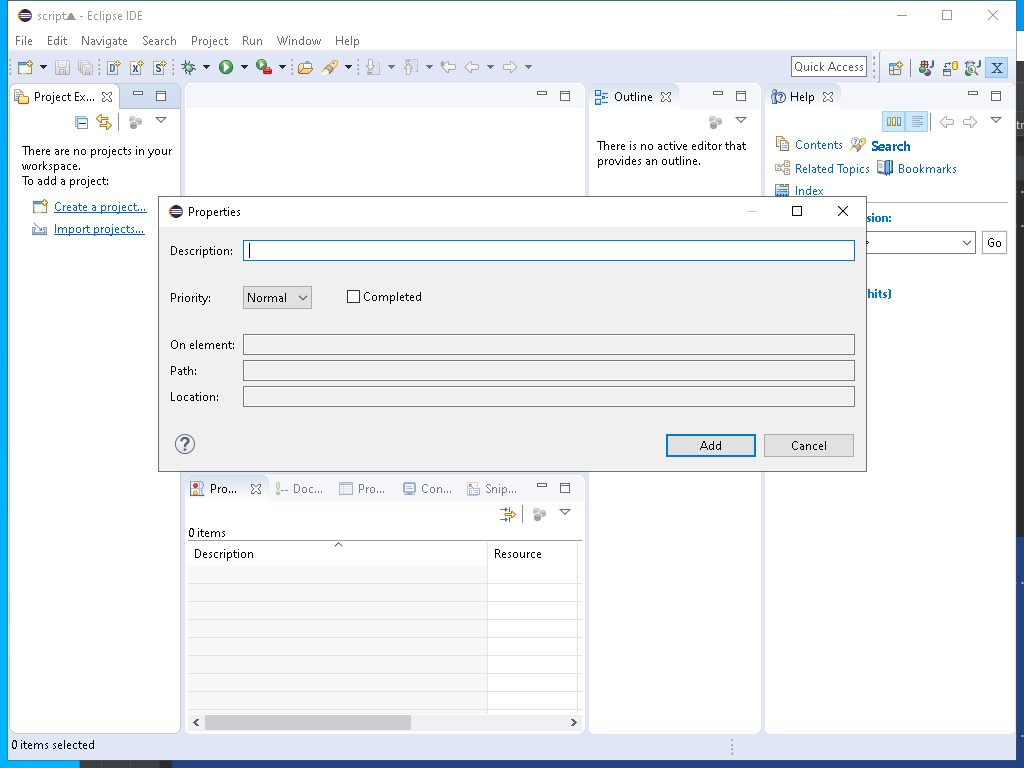 script▲ - Eclipse IDE
File Edit Navigate Search Project Run Window Help
Quick Access
Project Ex...
Outline
Help
There are no projects in your
workspace.
To add a project:
Create a project...
Import projects...
There is no active editor that
provides an outline.
Contents Search
Related Topics Bookmarks
Index
sion:
Go
hits)
Properties
Description:
Priority: Normal Completed
On element:
Path:
Location:
Add Cancel
Pro... Doc... Pro... Con... Snip...
0 items
Description Resource
0 items selected